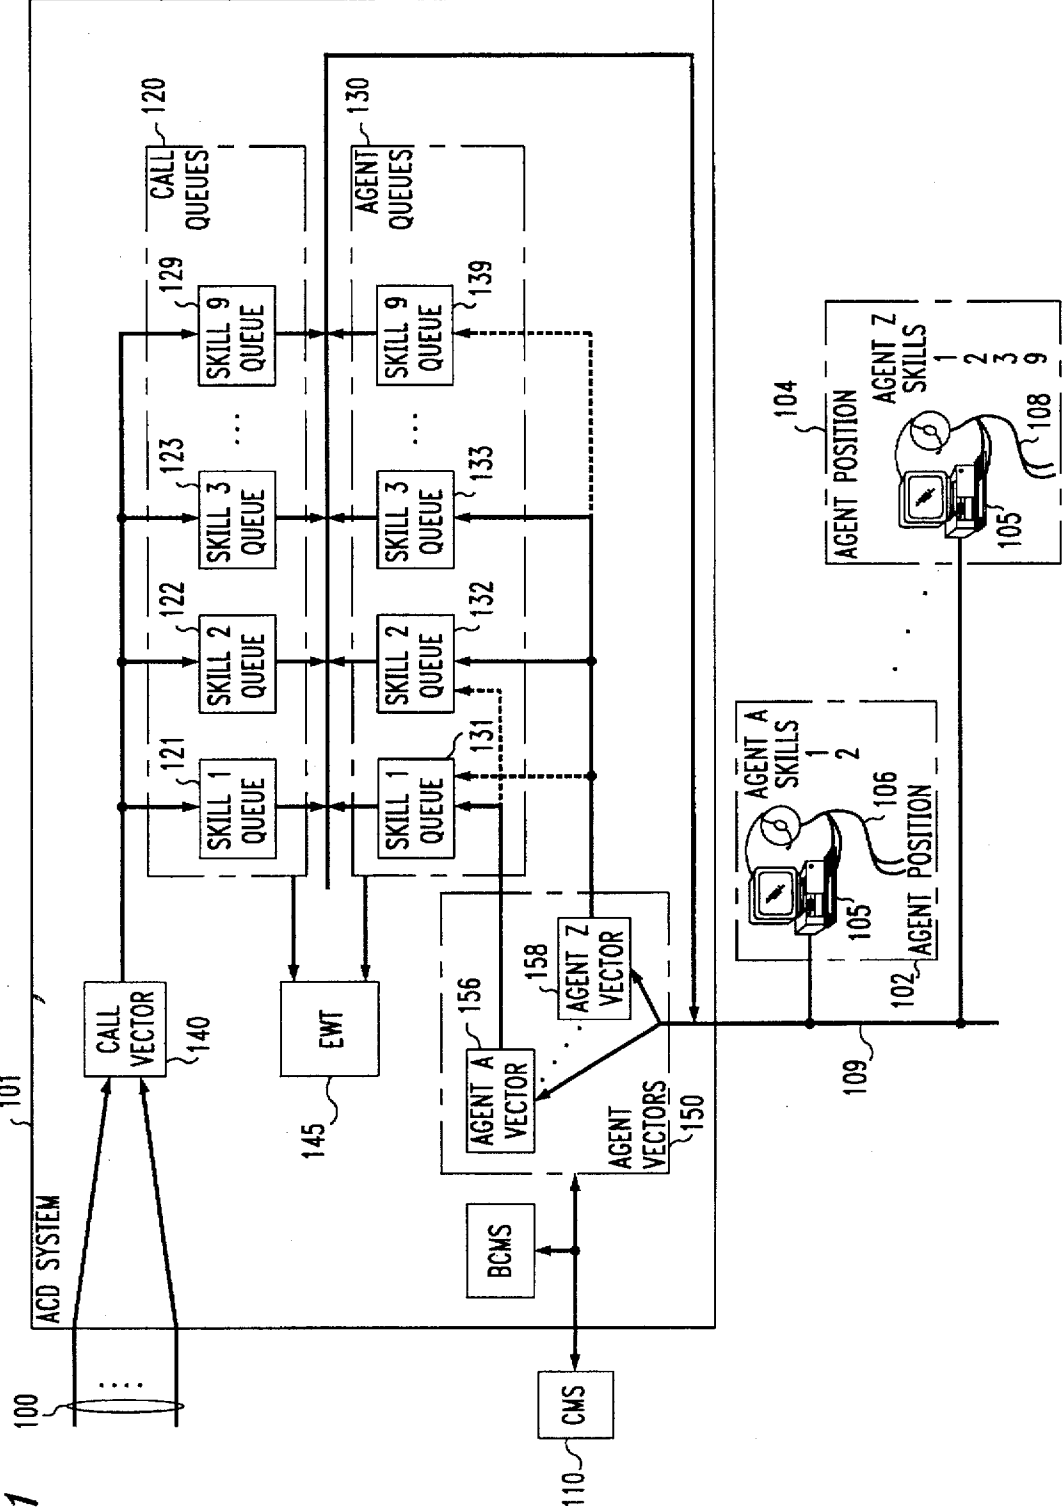 1
100
101
ACD SYSTEM
CALL
VECTOR
140
120
CALL
QUEUES
121
SKILL 1
QUEUE
122
SKILL 2
QUEUE
123
SKILL 3
QUEUE
...
129
SKILL 9
QUEUE
145
EWT
130
AGENT
QUEUES
SKILL 1
QUEUE
131
SKILL 2
QUEUE
132
SKILL 3
QUEUE
133
...
SKILL 9
QUEUE
139
BCMS
110
CMS
156
AGENT A
VECTOR
158
AGENT Z
VECTOR
AGENT
VECTORS
150
109
102
AGENT POSITION
AGENT A
SKILLS
1
2
105
106
104
AGENT POSITION
AGENT Z
SKILLS
1
2
3
9
105
108